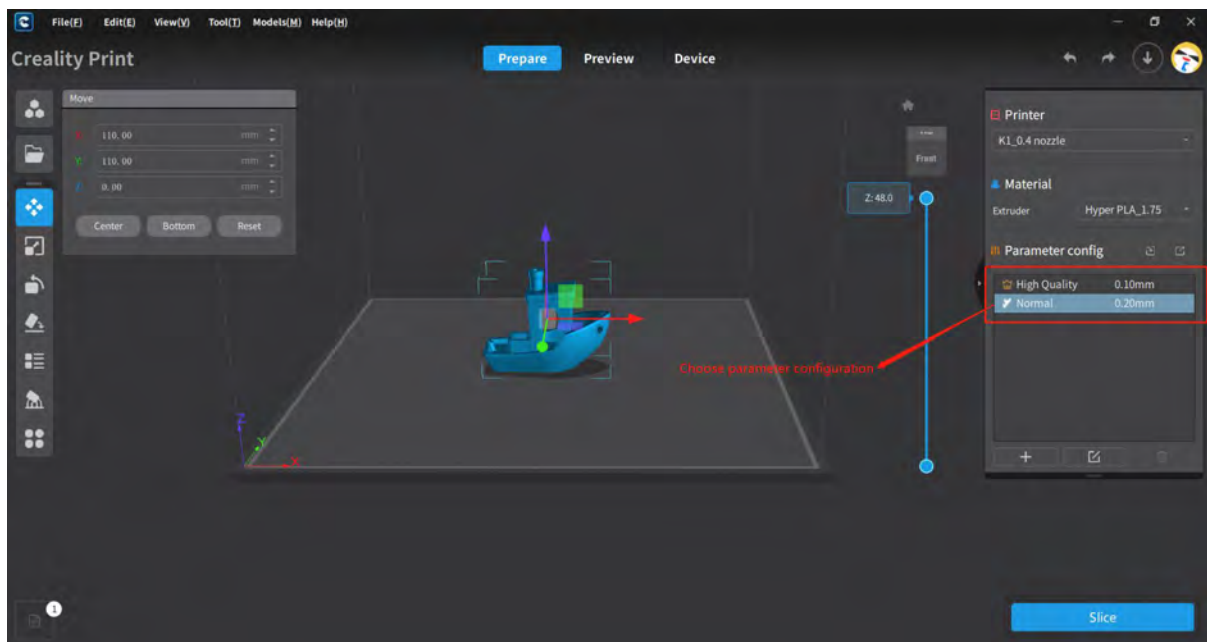 File(F) Edit(E) View(V) Tool(T) Models(M) Help(H)
Creality Print
Prepare Preview Device
Move
X: 110.00 mm
Y: 110.00 mm
0.00 mm
Center Bottom Reset
Front
Z: 48.0
Printer
K1_0.4 nozzle
Material
Extruder Hyper PLA_1.75
Parameter config
High Quality 0.10mm
Normal 0.20mm
Choose parameter configuration
Z
Y
X
1
Slice